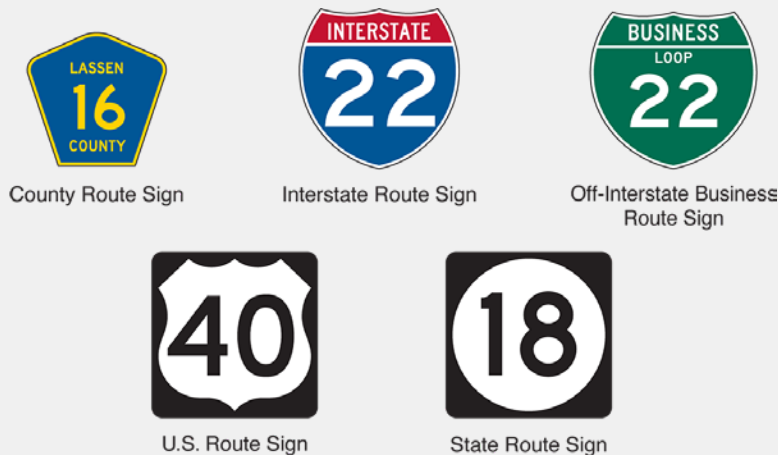 LASSEN
16
COUNTY
County Route Sign
INTERSTATE
22
Interstate Route Sign
BUSINESS
LOOP
22
Off-Interstate Business
Route Sign
40
U.S. Route Sign
18
State Route Sign